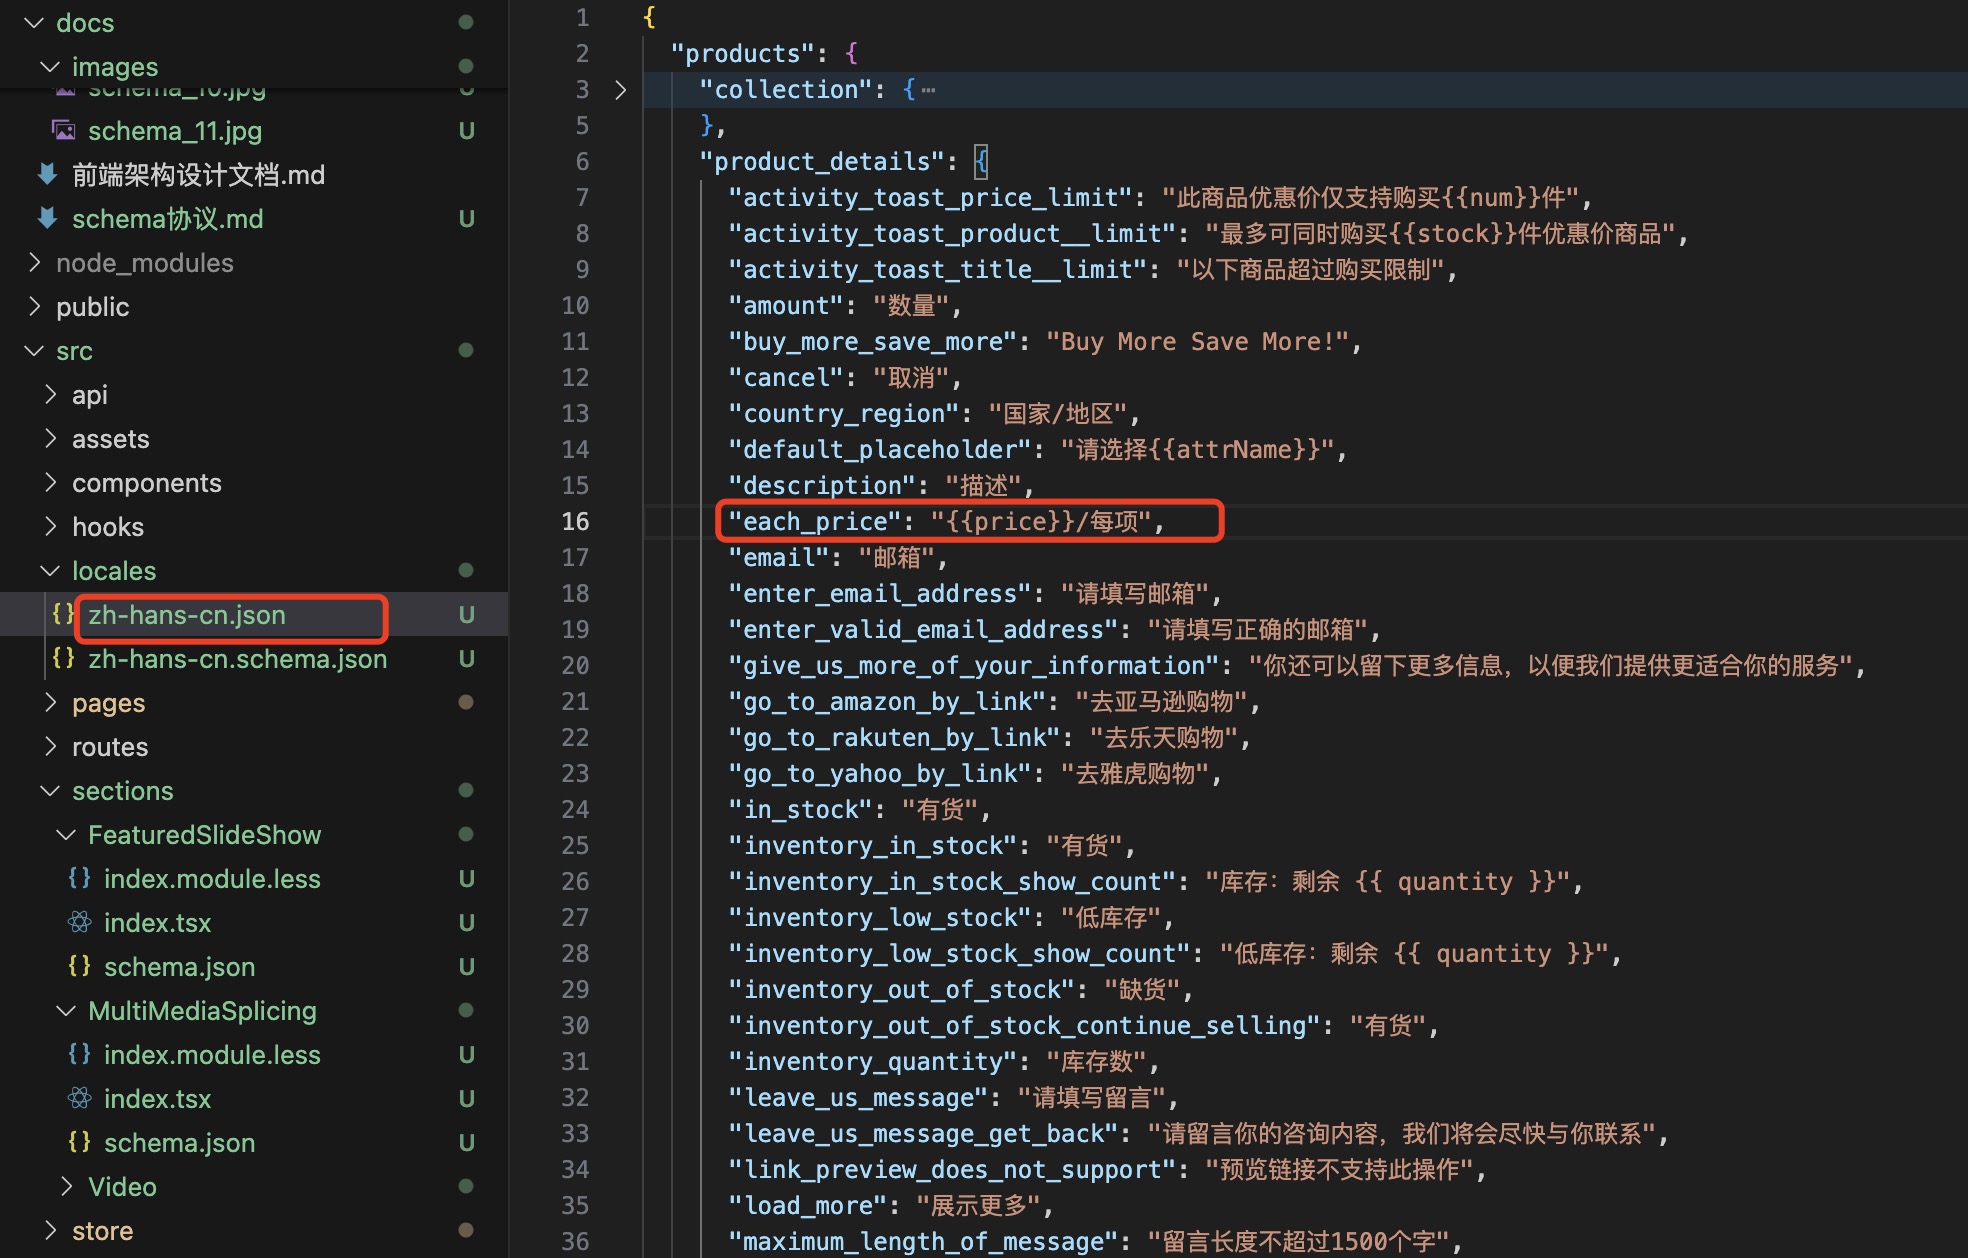 docs
images
schema_10.jpg
U
schema_11.jpg
U
前端架构设计文档.md
schema协议.md
U
node_modules
public
src
api
assets
components
hooks
locales
{} zh-hans-cn.json
U
{} zh-hans-cn.schema.json
U
pages
routes
sections
FeaturedSlideShow
{} index.module.less
U
index.tsx
U
{} schema.json
U
MultiMediaSplicing
{} index.module.less
U
index.tsx
U
{} schema.json
U
Video
store
1 {
2 "products": {
3 "collection": { ⋯
5 },
6 "product_details": {
7 "activity_toast_price_limit": "此商品优惠价仅支持购买{{num}}件",
8 "activity_toast_product__limit": "最多可同时购买{{stock}}件优惠价商品",
9 "activity_toast_title__limit": "以下商品超过购买限制",
10 "amount": "数量",
11 "buy_more_save_more": "Buy More Save More!",
12 "cancel": "取消",
13 "country_region": "国家/地区",
14 "default_placeholder": "请选择{{attrName}}",
15 "description": "描述",
16 "each_price": "{{price}}/每项",
17 "email": "邮箱",
18 "enter_email_address": "请填写邮箱",
19 "enter_valid_email_address": "请填写正确的邮箱",
20 "give_us_more_of_your_information": "你还可以留下更多信息，以便我们提供更适合你的服务",
21 "go_to_amazon_by_link": "去亚马逊购物",
22 "go_to_rakuten_by_link": "去乐天购物",
23 "go_to_yahoo_by_link": "去雅虎购物",
24 "in_stock": "有货",
25 "inventory_in_stock": "有货",
26 "inventory_in_stock_show_count": "库存：剩余 {{ quantity }}",
27 "inventory_low_stock": "低库存",
28 "inventory_low_stock_show_count": "低库存：剩余 {{ quantity }}",
29 "inventory_out_of_stock": "缺货",
30 "inventory_out_of_stock_continue_selling": "有货",
31 "inventory_quantity": "库存数",
32 "leave_us_message": "请填写留言",
33 "leave_us_message_get_back": "请留言你的咨询内容，我们将会尽快与你联系",
34 "link_preview_does_not_support": "预览链接不支持此操作",
35 "load_more": "展示更多",
36 "maximum_length_of_message": "留言长度不超过1500个字",